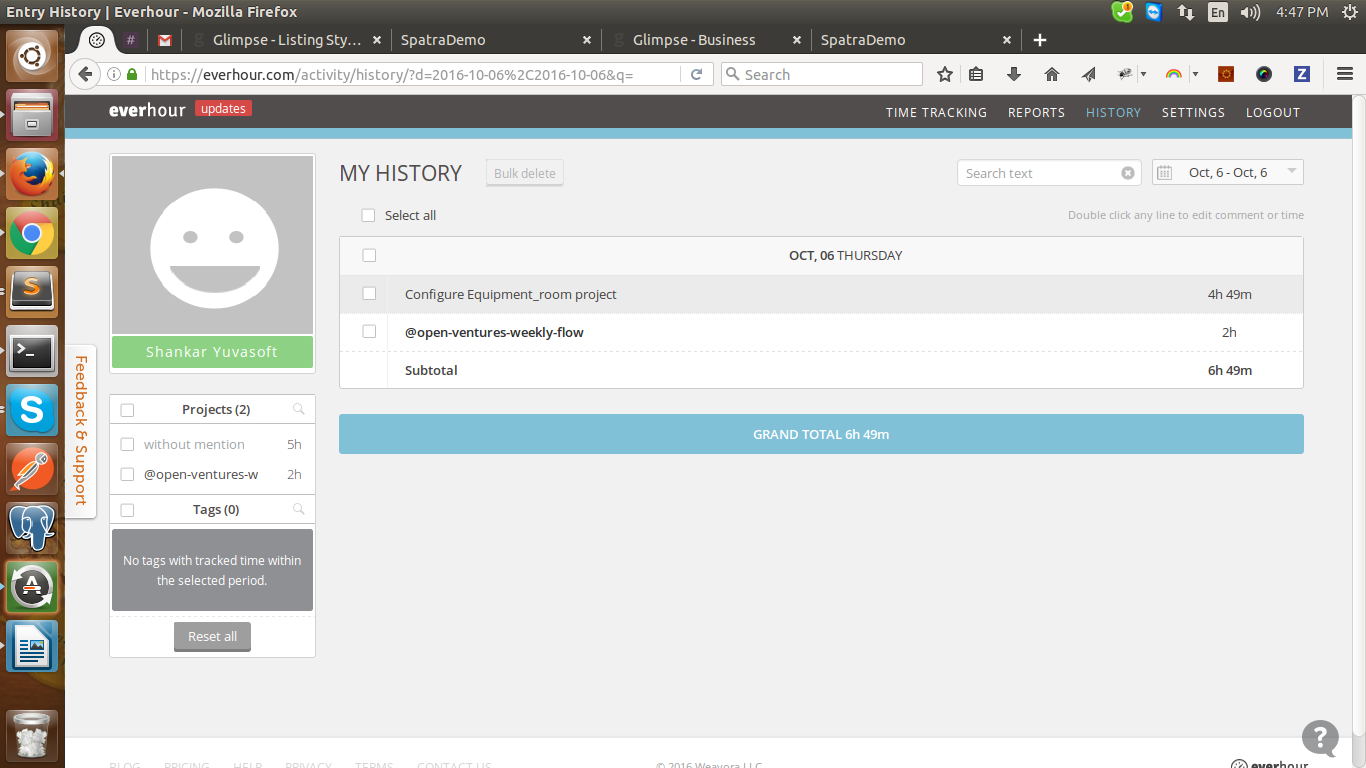 Entry History | Everhour - Mozilla Firefox
En
4:47 PM
Glimpse - Listing Sty...
SpatraDemo
Glimpse - Business
SpatraDemo
https://everhour.com/activity/history/?d=2016-10-06%2C2016-10-06&q=
Search
everhour updates
TIME TRACKING REPORTS HISTORY SETTINGS LOGOUT
MY HISTORY
Bulk delete
Search text
Oct, 6 - Oct, 6
Select all
Double click any line to edit comment or time
OCT, 06 THURSDAY
Configure Equipment_room project 4h 49m
@open-ventures-weekly-flow 2h
Subtotal 6h 49m
GRAND TOTAL 6h 49m
Shankar Yuvasoft
Feedback & Support
Projects (2)
without mention 5h
@open-ventures-w 2h
Tags (0)
No tags with tracked time within
the selected period.
Reset all
BLOG PRICING HELP PRIVACY TERMS CONTACT US
© 2016 Weavora LLC
everhour